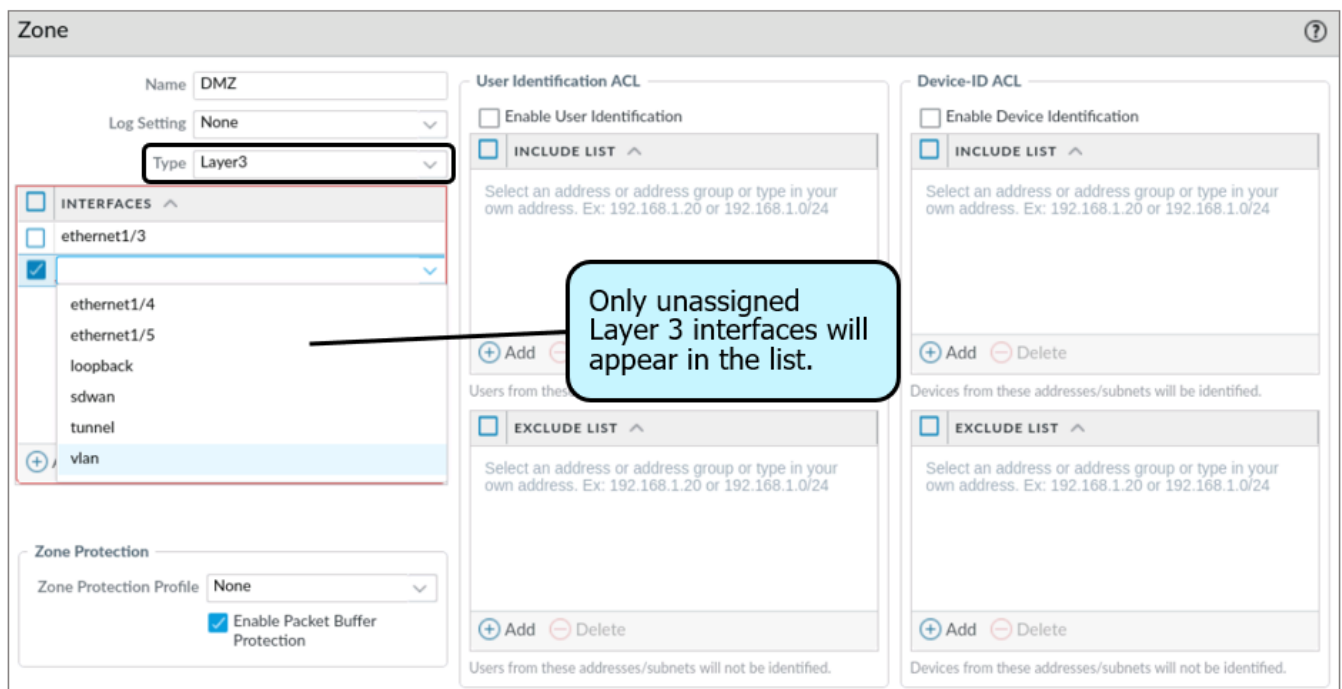 Zone
Name DMZ
Log Setting None
Type Layer3
INTERFACES
ethernet1/3
ethernet1/4
ethernet1/5
loopback
sdwan
tunnel
vlan
Zone Protection
Zone Protection Profile None
Enable Packet Buffer
Protection
User Identification ACL
Enable User Identification
INCLUDE LIST
Select an address or address group or type in your
own address. Ex: 192.168.1.20 or 192.168.1.0/24
Add
Users from these
EXCLUDE LIST
Select an address or address group or type in your
own address. Ex: 192.168.1.20 or 192.168.1.0/24
Add Delete
Users from these addresses/subnets will not be identified.
Only unassigned
Layer 3 interfaces will
appear in the list.
Device-ID ACL
Enable Device Identification
INCLUDE LIST
Select an address or address group or type in your
own address. Ex: 192.168.1.20 or 192.168.1.0/24
Add Delete
Devices from these addresses/subnets will be identified.
EXCLUDE LIST
Select an address or address group or type in your
own address. Ex: 192.168.1.20 or 192.168.1.0/24
Add Delete
Devices from these addresses/subnets will not be identified.